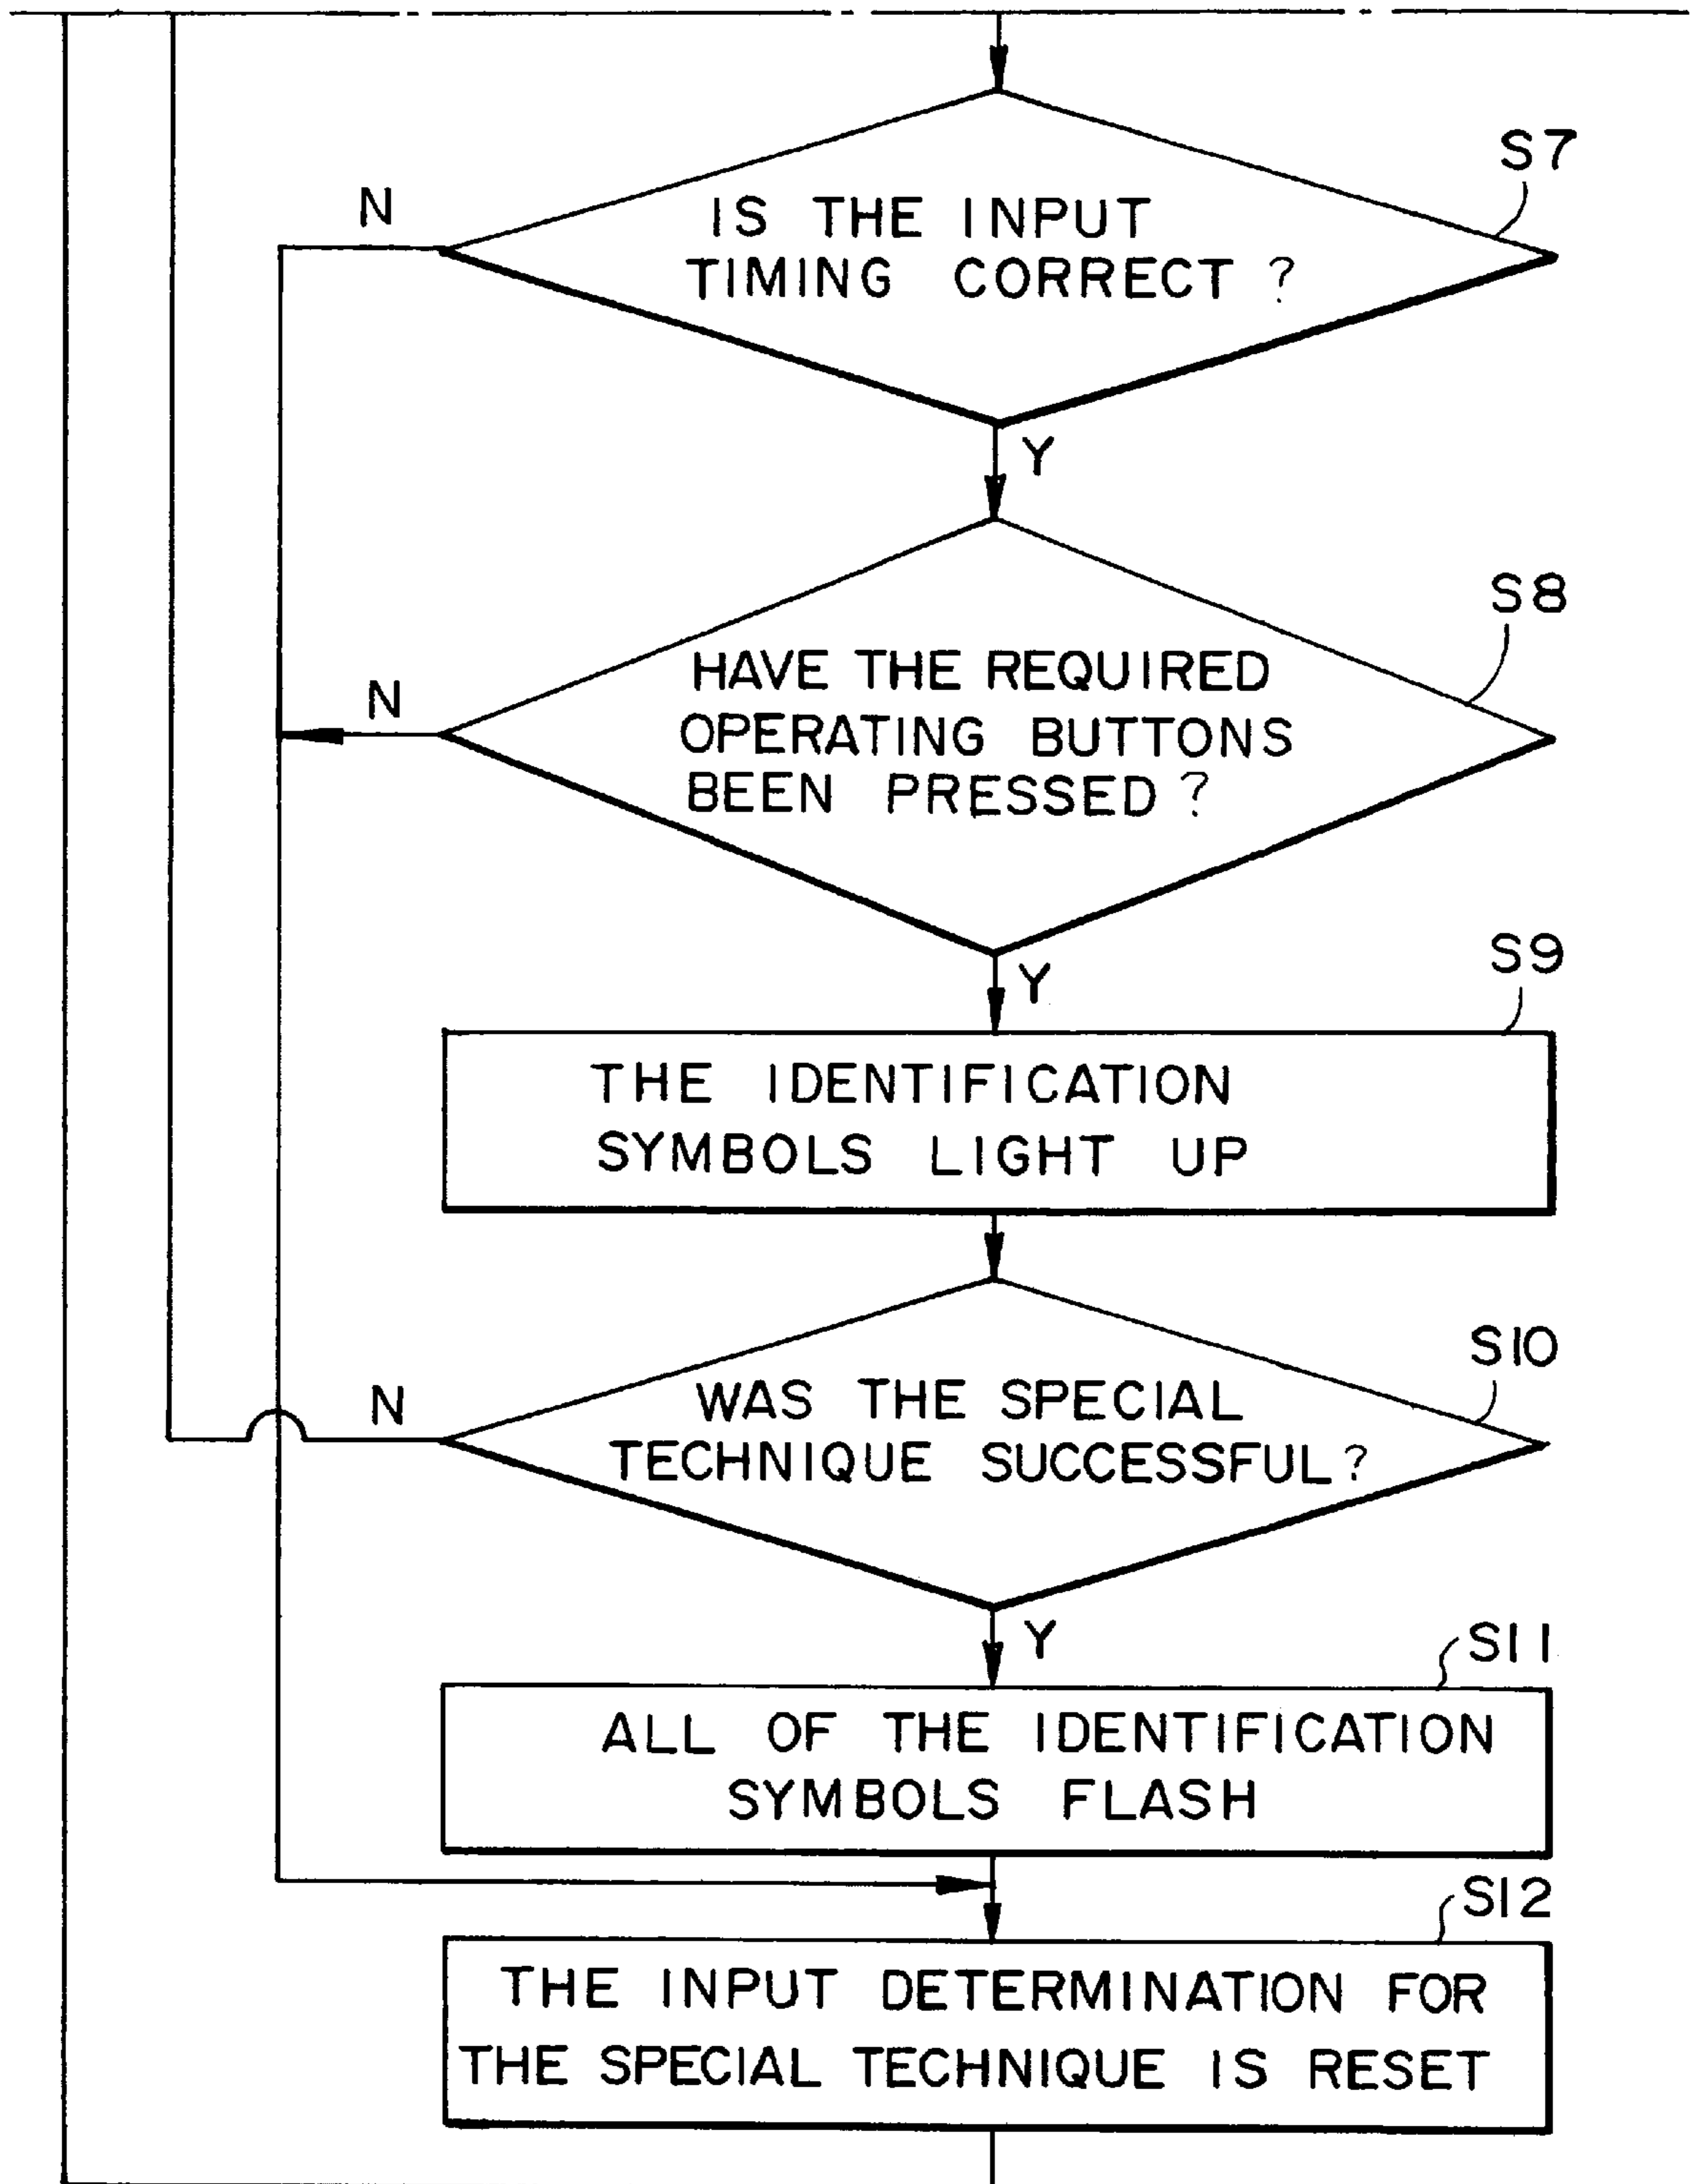 S7
N
IS THE INPUT
TIMING CORRECT ?
Y
S8
HAVE THE REQUIRED
N
OPERATING BUTTONS
BEEN PRESSED ?
S9
Y
THE IDENTIFICATION
SYMBOLS LIGHT UP
S10
N
WAS THE SPECIAL
TECHNIQUE SUCCESSFUL ?
Y
S11
ALL OF THE IDENTIFICATION
SYMBOLS FLASH
S12
THE INPUT DETERMINATION FOR
THE SPECIAL TECHNIQUE IS RESET